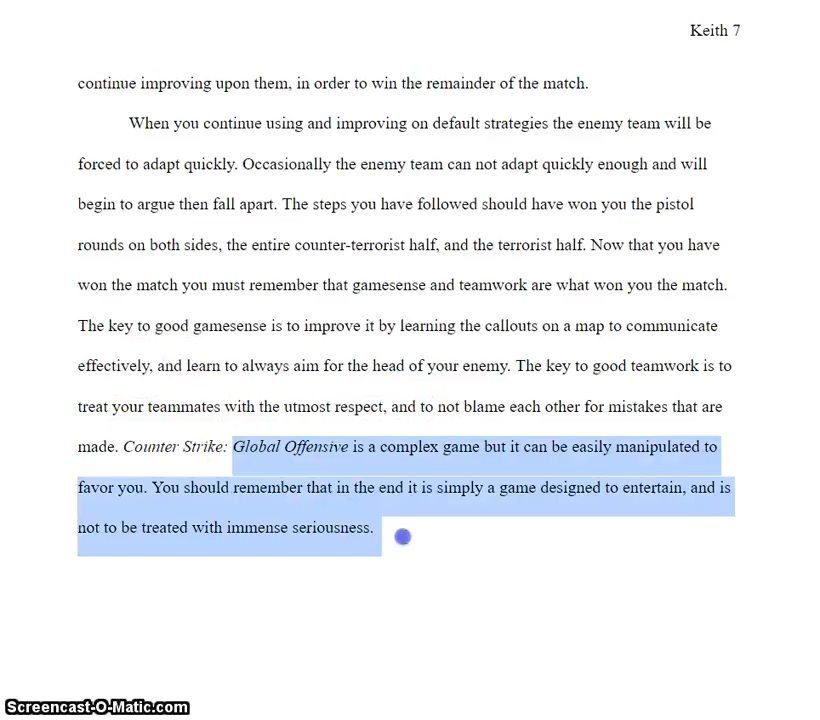 Keith 7
continue improving upon them, in order to win the remainder of the match.
When you continue using and improving on default strategies the enemy team will be
forced to adapt quickly. Occasionally the enemy team can not adapt quickly enough and will
begin to argue then fall apart. The steps you have followed should have won you the pistol
rounds on both sides, the entire counter-terrorist half, and the terrorist half. Now that you have
won the match you must remember that gamesense and teamwork are what won you the match.
The key to good gamesense is to improve it by learning the callouts on a map to communicate
effectively, and learn to always aim for the head of your enemy. The key to good teamwork is to
treat your teammates with the utmost respect, and to not blame each other for mistakes that are
made. Counter Strike: Global Offensive is a complex game but it can be easily manipulated to
favor you. You should remember that in the end it is simply a game designed to entertain, and is
not to be treated with immense seriousness.
Screencast-O-Matic.com